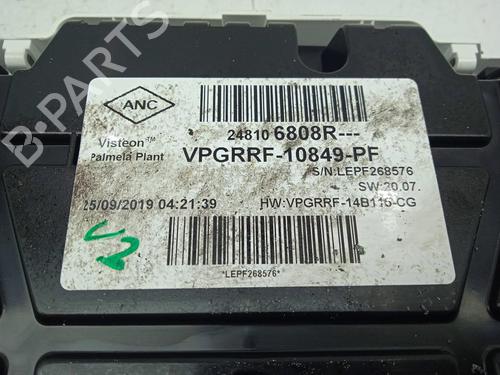 B-PARTS
ANC
Visteon™
Palmela Plant
24810 6808R---
VPGRRF-10849-PF
S/N:LEPF268576
SW:20.07.
25/09/2019 04:21:39
HW:VPGRRF-14B115-CG
*LEPF268576*